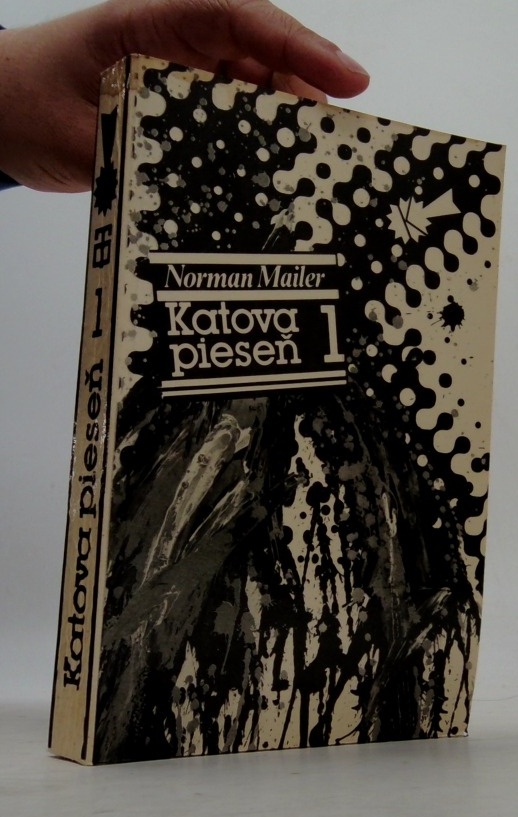 Norman Mailer
Katova
pieseň 1
Katova pieseň 1